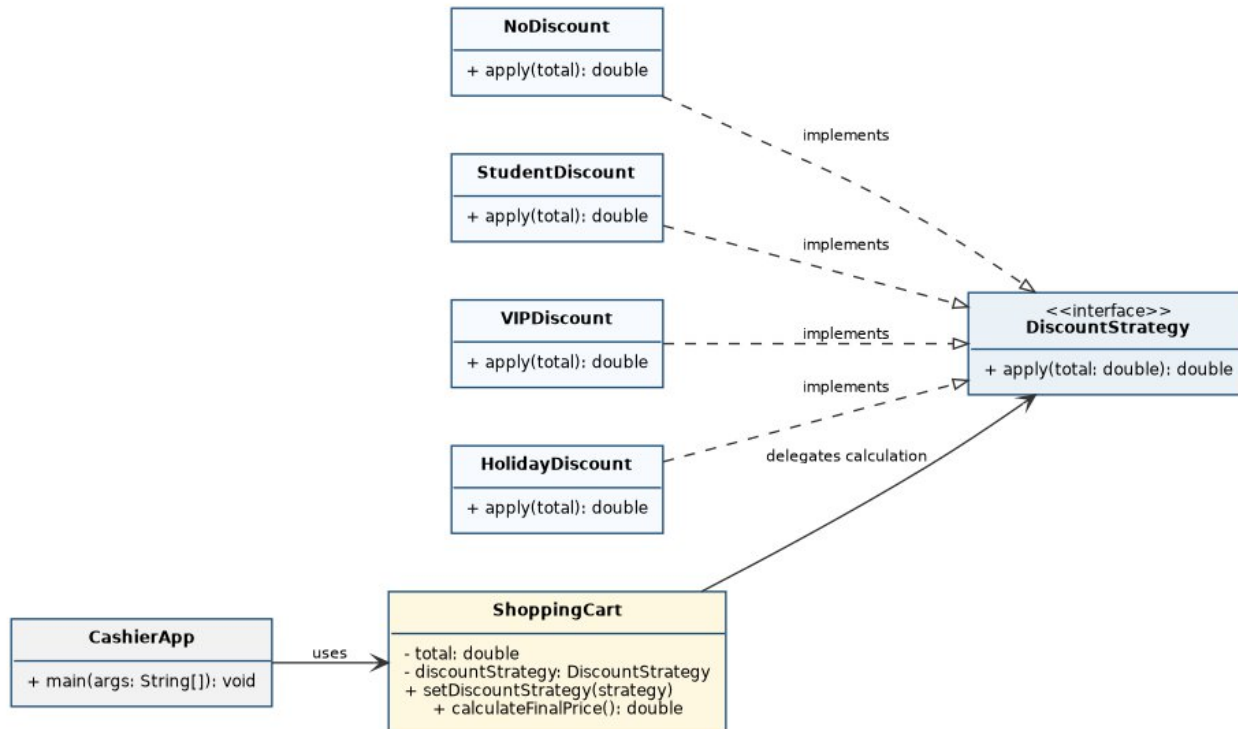 NoDiscount
+ apply(total): double
implements
StudentDiscount
+ apply(total): double
implements
VIPDiscount
+ apply(total): double
implements
<<interface>>
DiscountStrategy
+ apply(total: double): double
implements
HolidayDiscount
+ apply(total): double
delegates calculation
CashierApp
+ main(args: String[]): void
uses
ShoppingCart
- total: double
- discountStrategy: DiscountStrategy
+ setDiscountStrategy(strategy)
+ calculateFinalPrice(): double